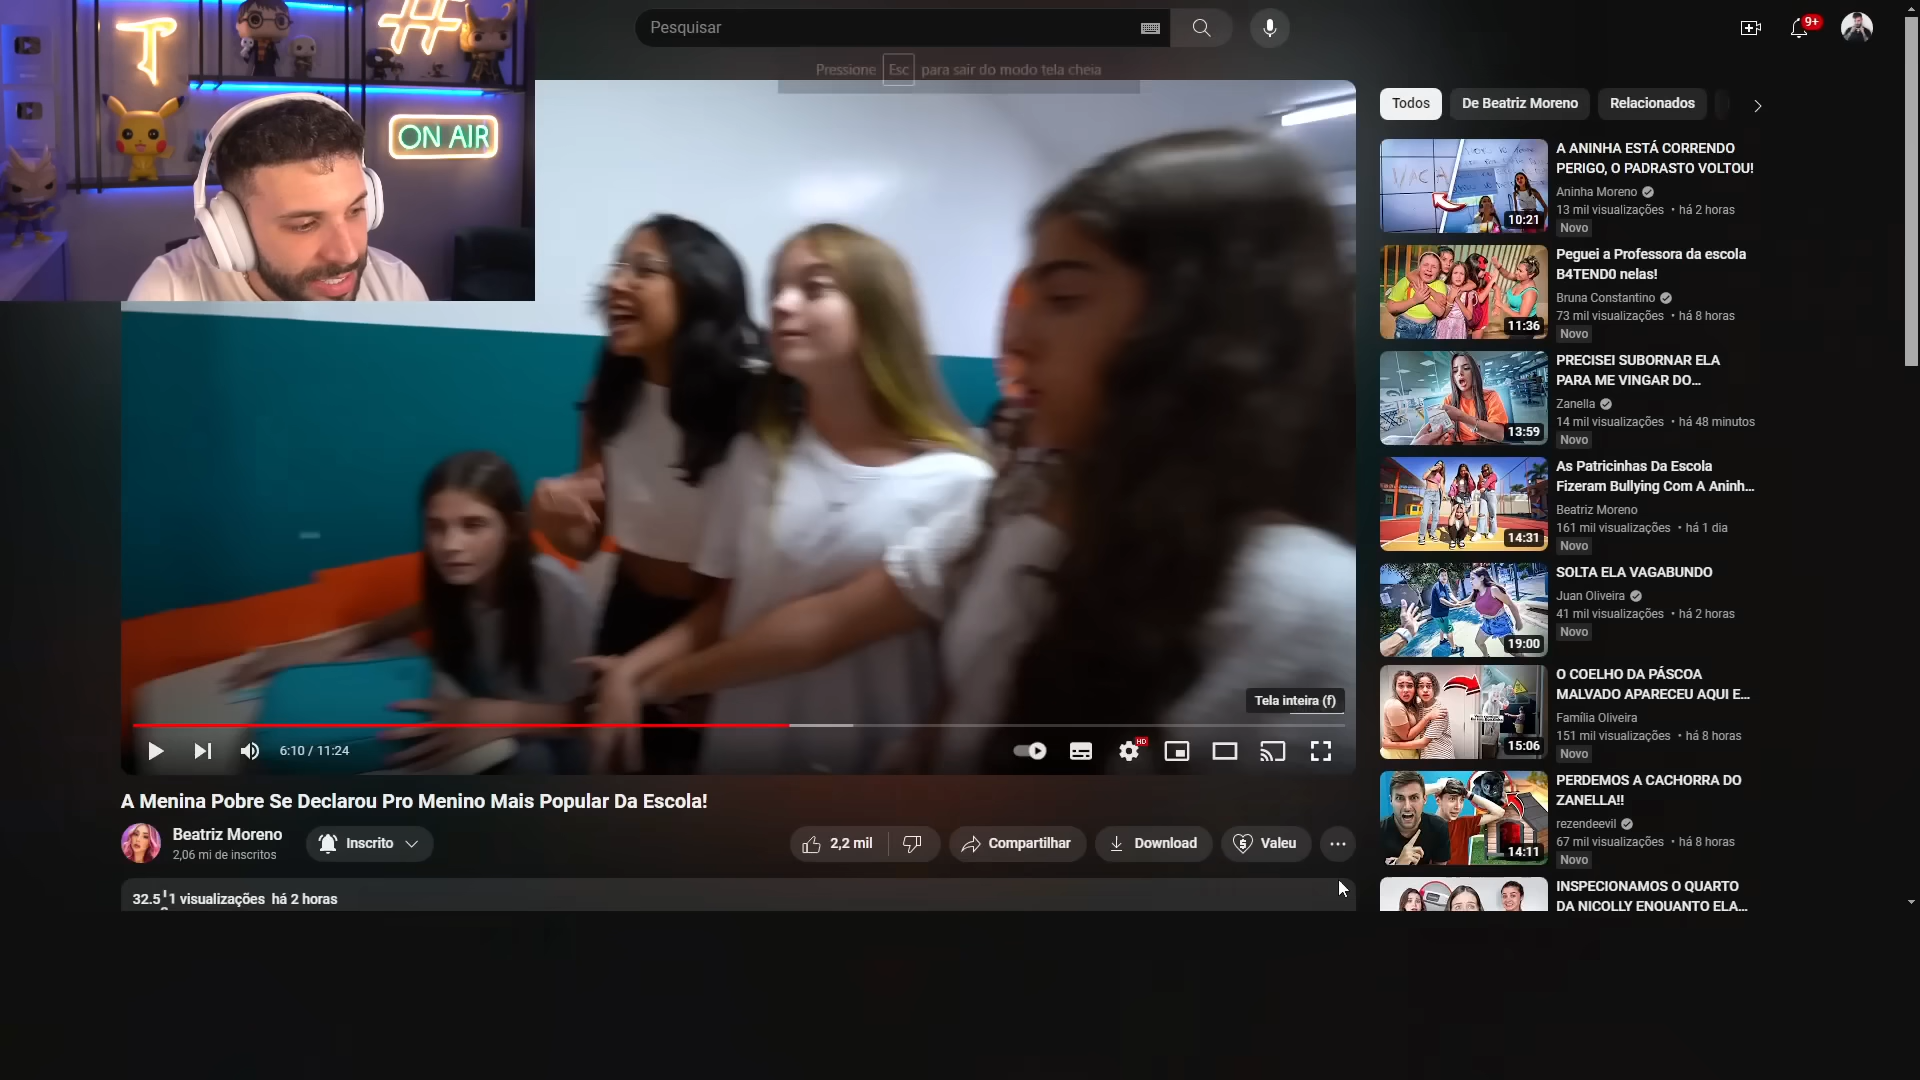 T
#
ON AIR
Pesquisar
9+
Pressione Esc para sair do modo tela cheia
Tela inteira (f)
6:10 / 11:24
HD
A Menina Pobre Se Declarou Pro Menino Mais Popular Da Escola!
Beatriz Moreno
2,06 mi de inscritos
Inscrito
2,2 mil
Compartilhar
Download
Valeu
visualizações há 2 horas
Todos
De Beatriz Moreno
Relacionados
VACA
10:21
A ANINHA ESTÁ CORRENDO
PERIGO, O PADRASTO VOLTOU!
Aninha Moreno
13 mil visualizações • há 2 horas
Novo
11:36
Peguei a Professora da escola
B4TEND0 nelas!
Bruna Constantino
73 mil visualizações • há 8 horas
Novo
13:59
PRECISEI SUBORNAR ELA
PARA ME VINGAR DO...
Zanella
14 mil visualizações • há 48 minutos
Novo
14:31
As Patricinhas Da Escola
Fizeram Bullying Com A Aninh...
Beatriz Moreno
161 mil visualizações • há 1 dia
Novo
19:00
SOLTA ELA VAGABUNDO
Juan Oliveira
41 mil visualizações • há 2 horas
Novo
15:06
O COELHO DA PÁSCOA
MALVADO APARECEU AQUI E...
Família Oliveira
151 mil visualizações • há 8 horas
Novo
14:11
PERDEMOS A CACHORRA DO
ZANELLA!!
rezendeevil
67 mil visualizações • há 8 horas
Novo
INSPECIONAMOS O QUARTO
DA NICOLLY ENQUANTO ELA...